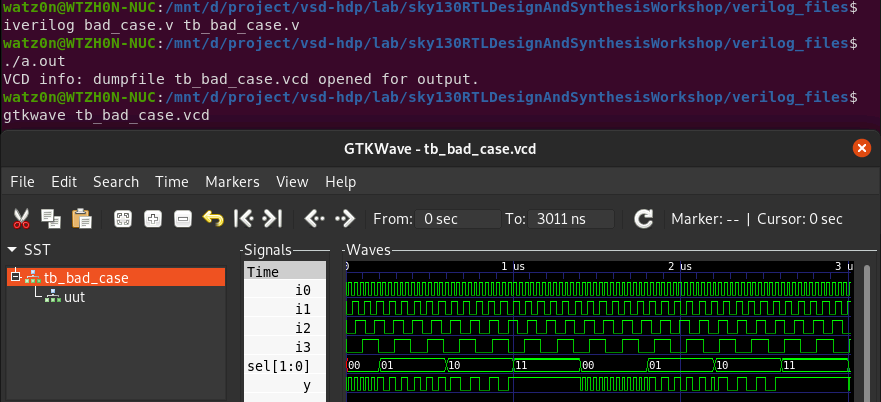 watz0n@WTZH0N-NUC:/mnt/d/project/vsd-hdp/lab/sky130RTLDesignAndSynthesisWorkshop/verilog_files$
iverilog bad_case.v tb_bad_case.v
watz0n@WTZH0N-NUC:/mnt/d/project/vsd-hdp/lab/sky130RTLDesignAndSynthesisWorkshop/verilog_files$
./a.out
VCD info: dumpfile tb_bad_case.vcd opened for output.
watz0n@WTZH0N-NUC:/mnt/d/project/vsd-hdp/lab/sky130RTLDesignAndSynthesisWorkshop/verilog_files$
gtkwave tb_bad_case.vcd
GTKWave - tb_bad_case.vcd
File Edit Search Time Markers View Help
From: 0 sec To: 3011 ns Marker: -- | Cursor: 0 sec
SST Signals Waves
tb_bad_case Time 0 1 us 2 us 3 u
uut i0
i1
i2
i3
sel[1:0] 00 01 10 11 00 01 10 11
y